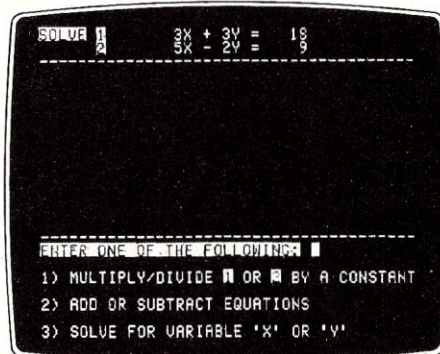 SOLVE 1 3X + 3Y = 18
2 5X - 2Y = 9
ENTER ONE OF THE FOLLOWING:
1) MULTIPLY/DIVIDE 1 OR 2 BY A CONSTANT
2) ADD OR SUBTRACT EQUATIONS
3) SOLVE FOR VARIABLE 'X' OR 'Y'